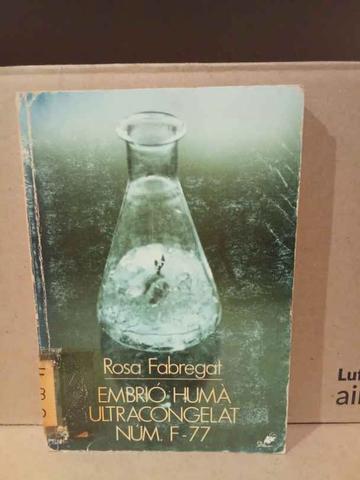 Rosa Fabregat
EMBRIÓ HUMÀ
ULTRACONGELAT
NÚM. F-77